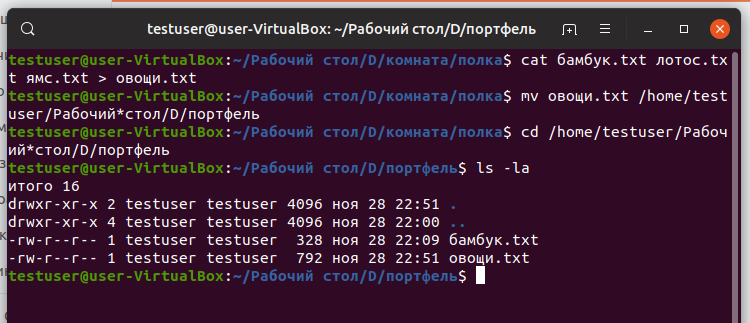 testuser@user-VirtualBox: ~/Рабочий стол/D/портфель
testuser@user-VirtualBox:~/Рабочий стол/D/комната/полка$ cat бамбук.txt лотос.tx
t ямс.txt > овощи.txt
testuser@user-VirtualBox:~/Рабочий стол/D/комната/полка$ mv овощи.txt /home/test
user/Рабочий*стол/D/портфель
testuser@user-VirtualBox:~/Рабочий стол/D/комната/полка$ cd /home/testuser/Рабоч
ий*стол/D/портфель
testuser@user-VirtualBox:~/Рабочий стол/D/портфель$ ls -la
итого 16
drwxr-xr-x 2 testuser testuser 4096 ноя 28 22:51 .
drwxr-xr-x 4 testuser testuser 4096 ноя 28 22:00 ..
-rw-r--r-- 1 testuser testuser  328 ноя 28 22:09 бамбук.txt
-rw-r--r-- 1 testuser testuser  792 ноя 28 22:51 овощи.txt
testuser@user-VirtualBox:~/Рабочий стол/D/портфель$